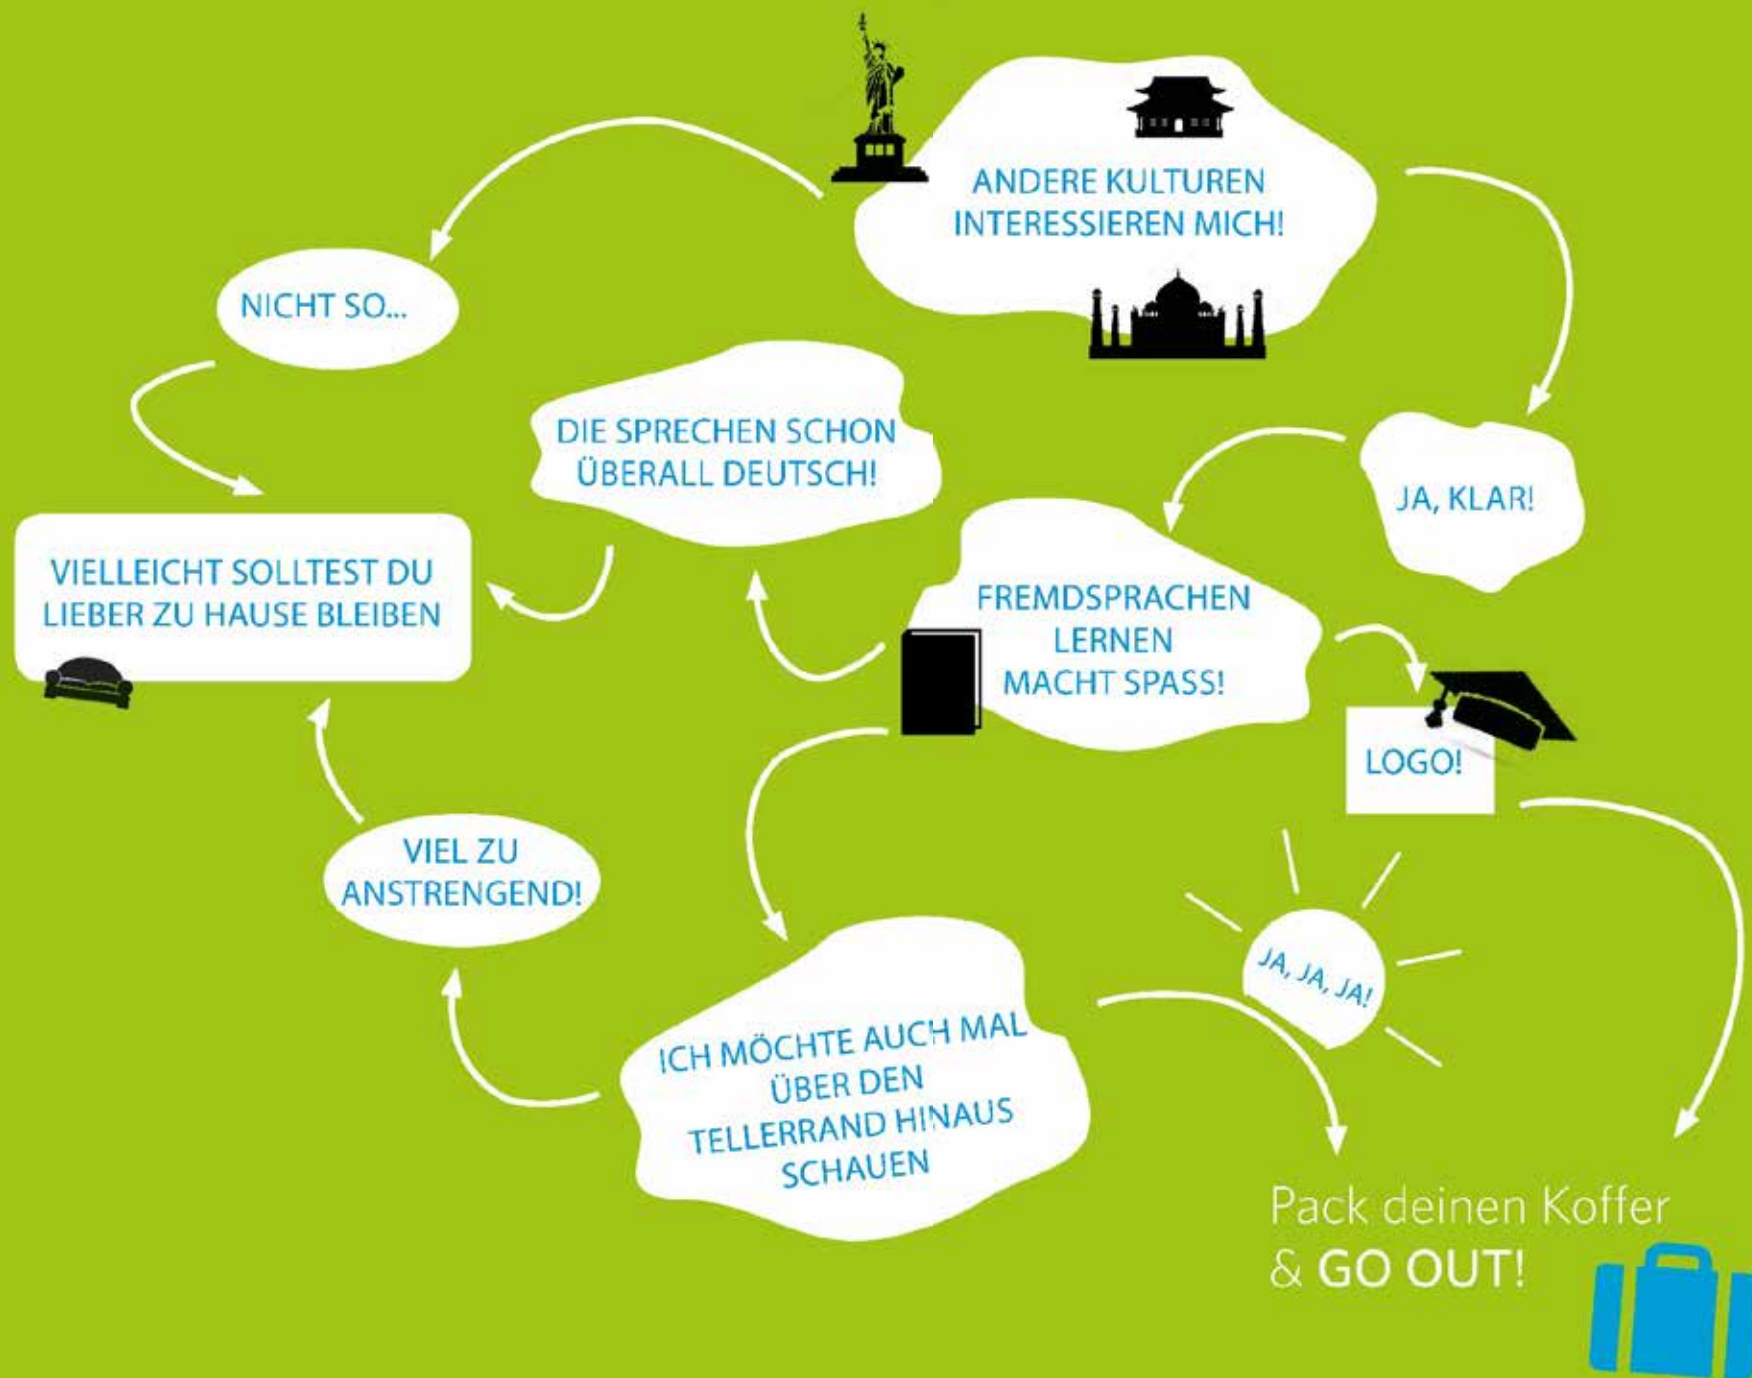 ANDERE KULTUREN
INTERESSIEREN MICH!
NICHT SO...
DIE SPRECHEN SCHON
ÜBERALL DEUTSCH!
JA, KLAR!
VIELLEICHT SOLLTEST DU
LIEBER ZU HAUSE BLEIBEN
FREMDSPRACHEN
LERNEN
MACHT SPASS!
LOGO!
VIEL ZU
ANSTRENGEND!
JA, JA, JA!
ICH MÖCHTE AUCH MAL
ÜBER DEN
TELLERRAND HINAUS
SCHAUEN
Pack deinen Koffer
& GO OUT!